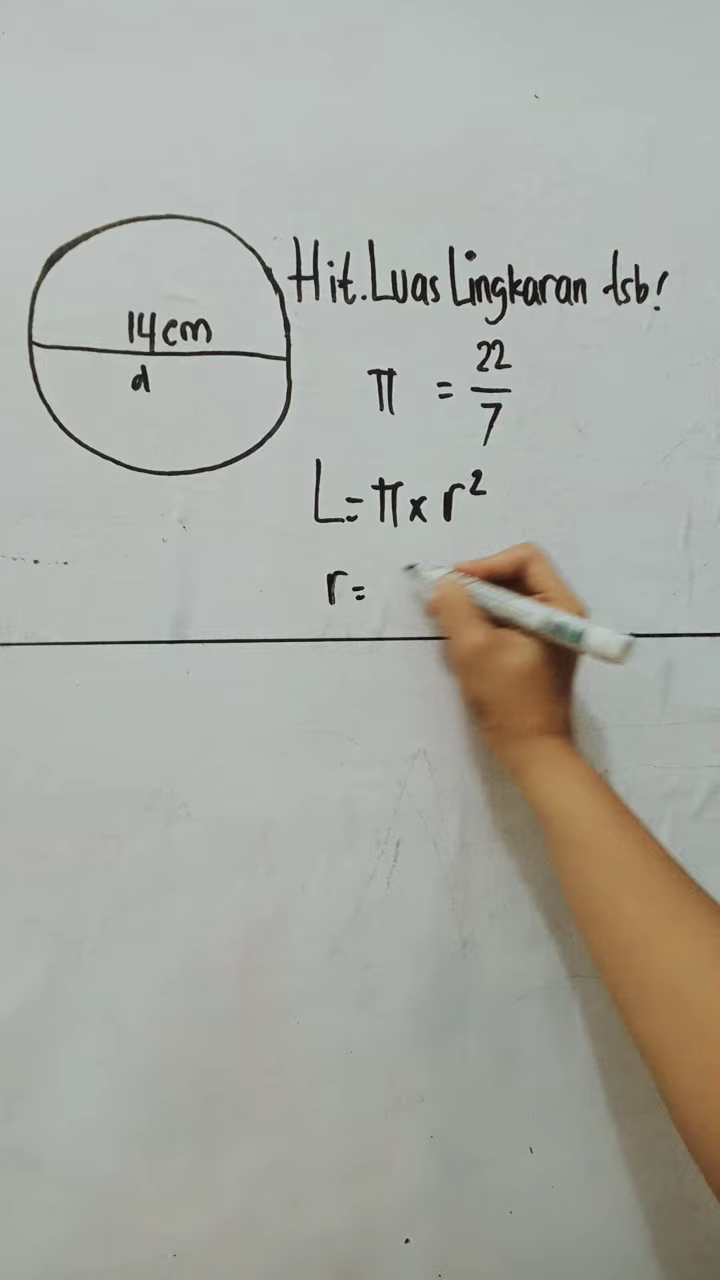 14 cm
d
Hit. Luas Lingkaran tsb!
π = 22/7
L = π x r²
r =